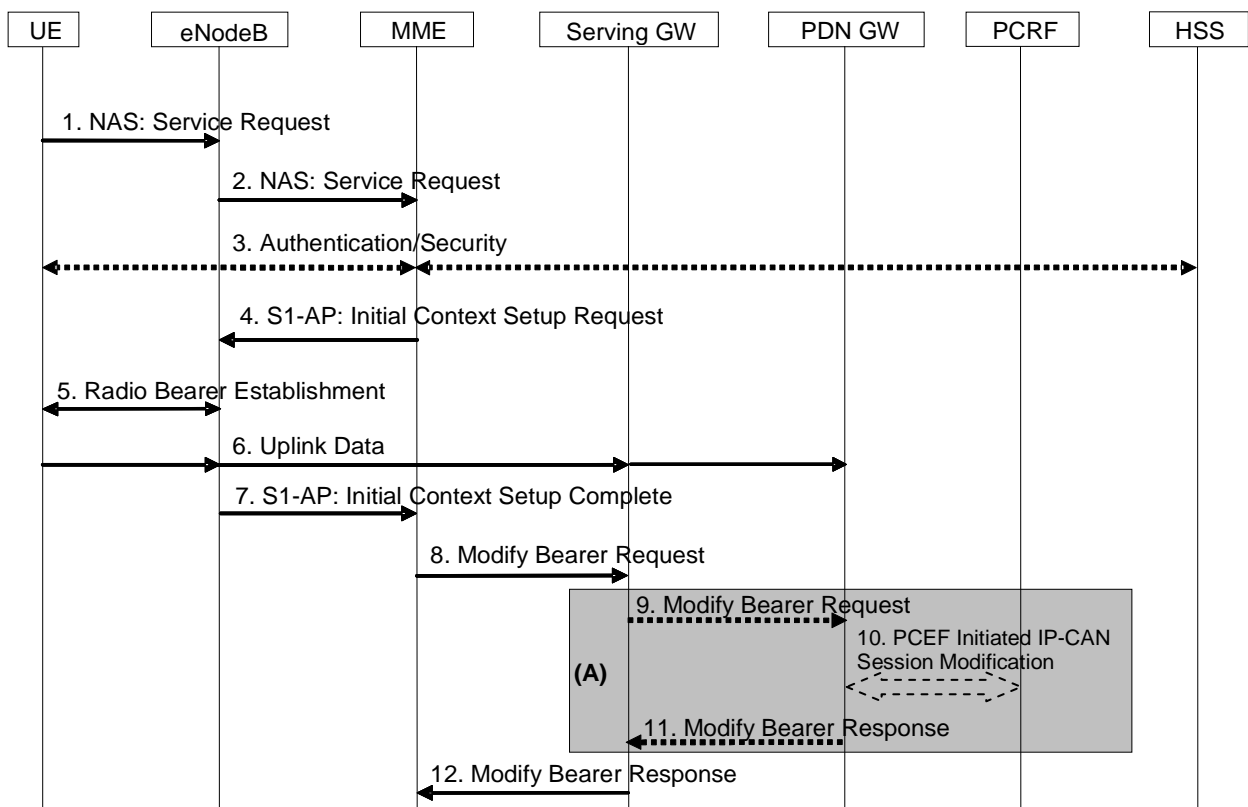 UE
eNodeB
MME
Serving GW
PDN GW
PCRF
HSS
1. NAS: Service Request
2. NAS: Service Request
3. Authentication/Security
4. S1-AP: Initial Context Setup Request
5. Radio Bearer Establishment
6. Uplink Data
7. S1-AP: Initial Context Setup Complete
8. Modify Bearer Request
9. Modify Bearer Request
10. PCEF Initiated IP-CAN
Session Modification
(A)
11. Modify Bearer Response
12. Modify Bearer Response